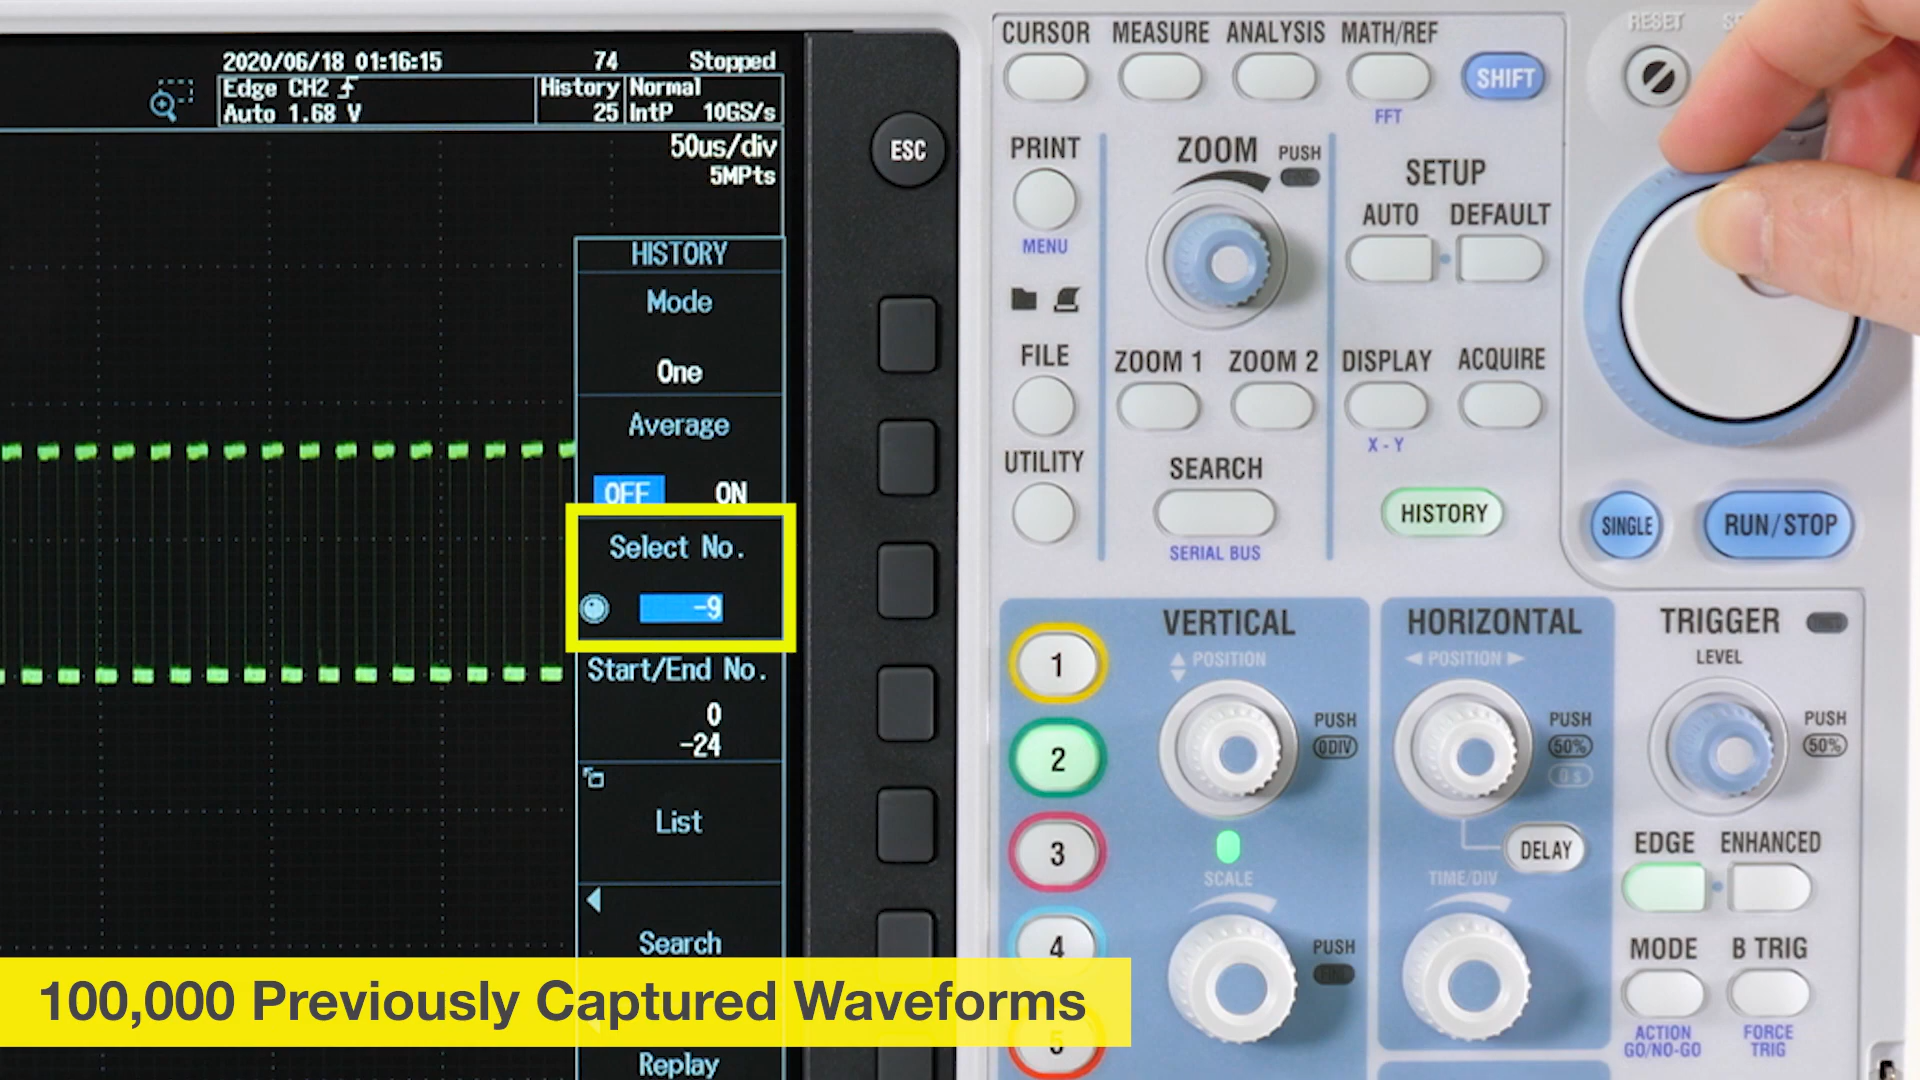 2020/06/18 01:16:15 74 Stopped
Edge CH2
Auto 1.68 V
History
25
Normal
IntP 10GS/s
50us/div
5MPts
HISTORY
Mode
One
Average
OFF ON
Select No.
-9
Start/End No.
0
-24
List
Search
Replay
100,000 Previously Captured Waveforms
ESC
CURSOR MEASURE ANALYSIS MATH/REF
SHIFT
FFT
RESET
PRINT
MENU
ZOOM PUSH
SETUP
AUTO DEFAULT
FILE
ZOOM 1 ZOOM 2 DISPLAY ACQUIRE
X - Y
UTILITY
SEARCH
SERIAL BUS
HISTORY
SINGLE
RUN/STOP
1
2
3
4
5
VERTICAL
POSITION
PUSH
0DIV
SCALE
PUSH
HORIZONTAL
POSITION
PUSH
50%
0 s
DELAY
TIME/DIV
TRIGGER
LEVEL
PUSH
50%
EDGE ENHANCED
MODE B TRIG
ACTION
GO/NO-GO
FORCE
TRIG